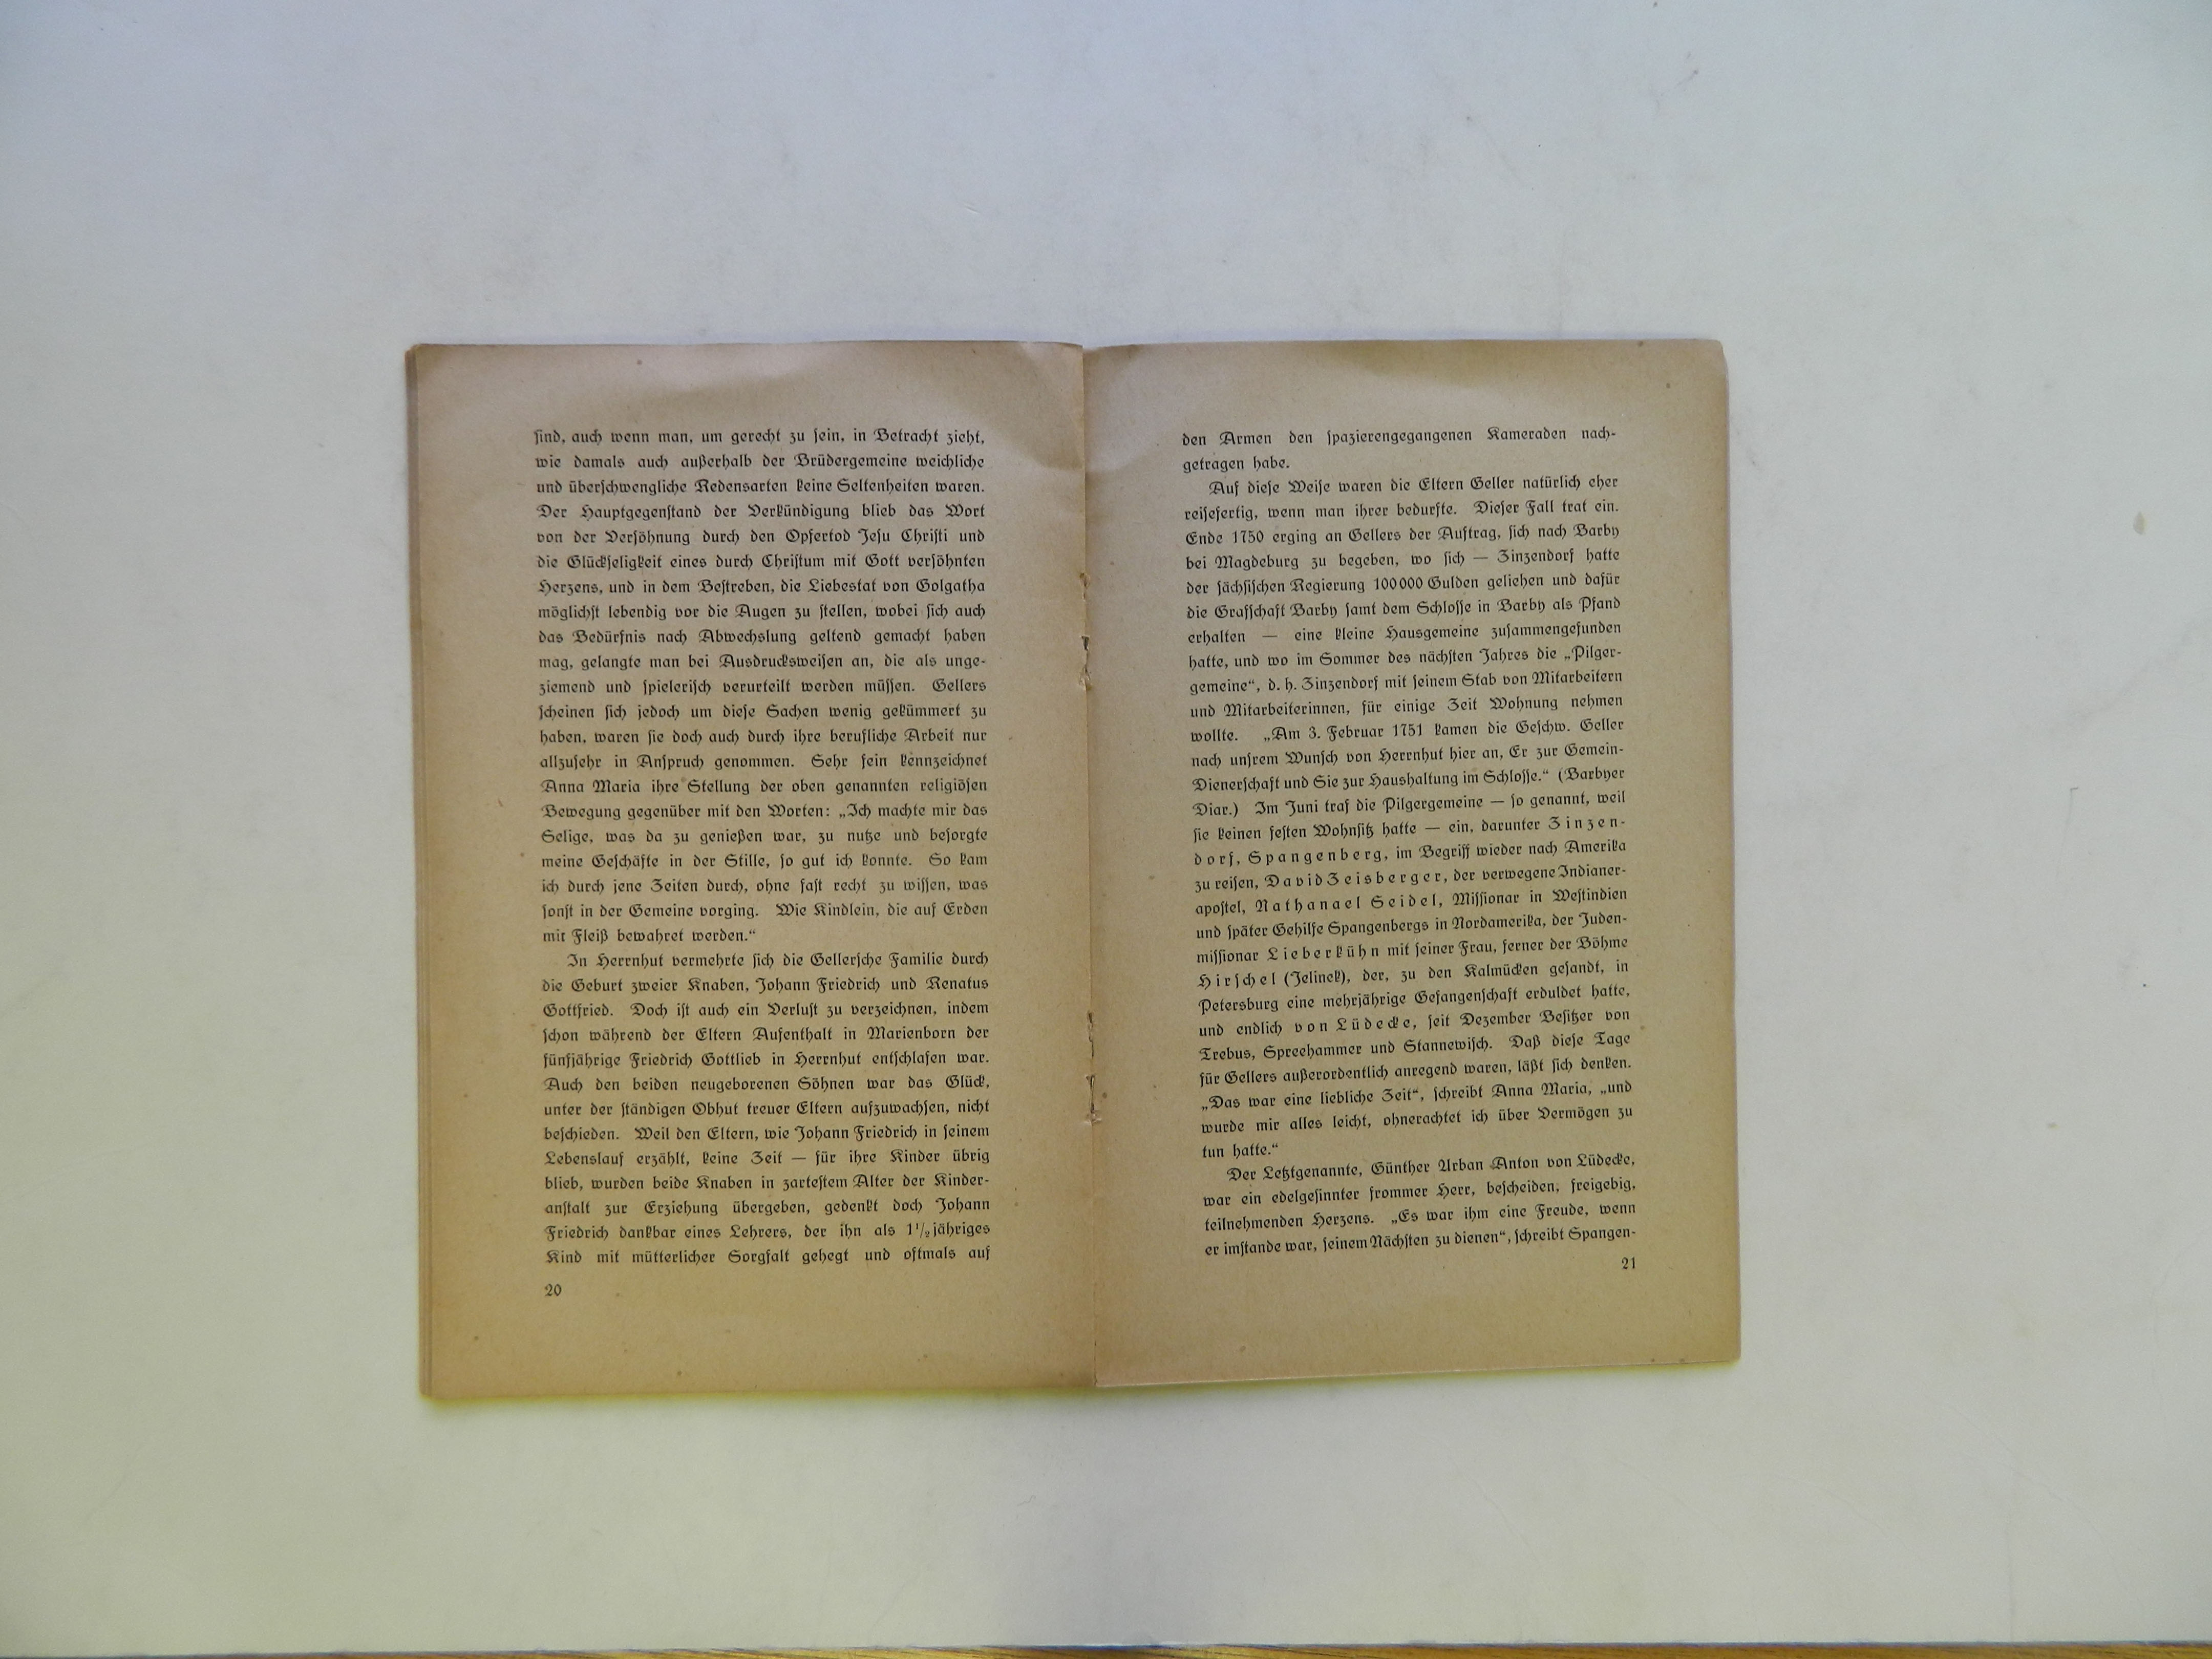 sind, auch wenn man, um gerecht zu sein, in Betracht zieht,
wie damals auch außerhalb der Brüdergemeine weichliche
und überschwengliche Redensarten keine Seltenheiten waren.
Der Hauptgegenstand der Verkündigung blieb das Wort
von der Versöhnung durch den Opfertod Jesu Christi und
die Glückseligkeit eines durch Christum mit Gott versöhnten
Herzens, und in dem Bestreben, die Liebestat von Golgatha
möglichst lebendig vor die Augen zu stellen, wobei sich auch
das Bedürfnis nach Abwechslung geltend gemacht haben
mag, gelangte man bei Ausdrucksweisen an, die als unge-
ziemend und spielerisch verurteilt werden müssen. Gellers
scheinen sich jedoch um diese Sachen wenig gekümmert zu
haben, waren sie doch auch durch ihre berufliche Arbeit nur
allzusehr in Anspruch genommen. Sehr fein kennzeichnet
Anna Maria ihre Stellung der oben genannten religiösen
Bewegung gegenüber mit den Worten: „Ich machte mir das
Selige, was da zu genießen war, zu nutze und besorgte
meine Geschäfte in der Stille, so gut ich konnte. So kam
ich durch jene Zeiten durch, ohne fast recht zu wissen, was
sonst in der Gemeine vorging. Wie Kindlein, die auf Erden
mit Fleiß bewahret werden.“
In Herrnhut vermehrte sich die Gellersche Familie durch
die Geburt zweier Knaben, Johann Friedrich und Renatus
Gottfried. Doch ist auch ein Verlust zu verzeichnen, indem
schon während der Eltern Aufenthalt in Marienborn der
fünfjährige Friedrich Gottlieb in Herrnhut entschlafen war.
Auch den beiden neugeborenen Söhnen war das Glück,
unter der ständigen Obhut treuer Eltern aufzuwachsen, nicht
beschieden. Weil den Eltern, wie Johann Friedrich in seinem
Lebenslauf erzählt, keine Zeit — für ihre Kinder übrig
blieb, wurden beide Knaben in zartestem Alter der Kinder-
anstalt zur Erziehung übergeben, gedenkt doch Johann
Friedrich dankbar eines Lehrers, der ihn als 1¹/₂ jähriges
Kind mit mütterlicher Sorgfalt gehegt und oftmals auf
20
den Armen den spazierengegangenen Kameraden nach-
getragen habe.
Auf diese Weise waren die Eltern Geller natürlich eher
reisefertig, wenn man ihrer bedurfte. Dieser Fall trat ein.
Ende 1750 erging an Gellers der Auftrag, sich nach Barby
bei Magdeburg zu begeben, wo sich — Zinzendorf hatte
der sächsischen Regierung 100 000 Gulden geliehen und dafür
die Grafschaft Barby samt dem Schlosse in Barby als Pfand
erhalten — eine kleine Hausgemeine zusammengefunden
hatte, und wo im Sommer des nächsten Jahres die „Pilger-
gemeine“, d. h. Zinzendorf mit seinem Stab von Mitarbeitern
und Mitarbeiterinnen, für einige Zeit Wohnung nehmen
wollte. „Am 3. Februar 1751 kamen die Geschw. Geller
nach unsrem Wunsch von Herrnhut hier an, Er zur Gemein-
Dienerschaft und Sie zur Haushaltung im Schlosse.“ (Barbyer
Diar.) Im Juni traf die Pilgergemeine — so genannt, weil
sie keinen festen Wohnsitz hatte — ein, darunter Zinzen-
dorf, Spangenberg, im Begriff wieder nach Amerika
zu reisen, David Zeisberger, der verwegene Indianer-
apostel, Nathanael Seidel, Missionar in Westindien
und später Gehilfe Spangenbergs in Nordamerika, der Juden-
missionar Lieberkühn mit seiner Frau, ferner der Böhme
Hirschel (Jelinek), der, zu den Kalmücken gesandt, in
Petersburg eine mehrjährige Gefangenschaft erduldet hatte,
und endlich von Lüdecke, seit Dezember Besitzer von
Trebus, Spreehammer und Stannewisch. Daß diese Tage
für Gellers außerordentlich anregend waren, läßt sich denken.
„Das war eine liebliche Zeit“, schreibt Anna Maria, „und
wurde mir alles leicht, ohnerachtet ich über Vermögen zu
tun hatte.“
Der Letztgenannte, Günther Urban Anton von Lüdecke,
war ein edelgesinnter frommer Herr, bescheiden, freigebig,
teilnehmenden Herzens. „Es war ihm eine Freude, wenn
er imstande war, seinem Nächsten zu dienen“, schreibt Spangen-
21